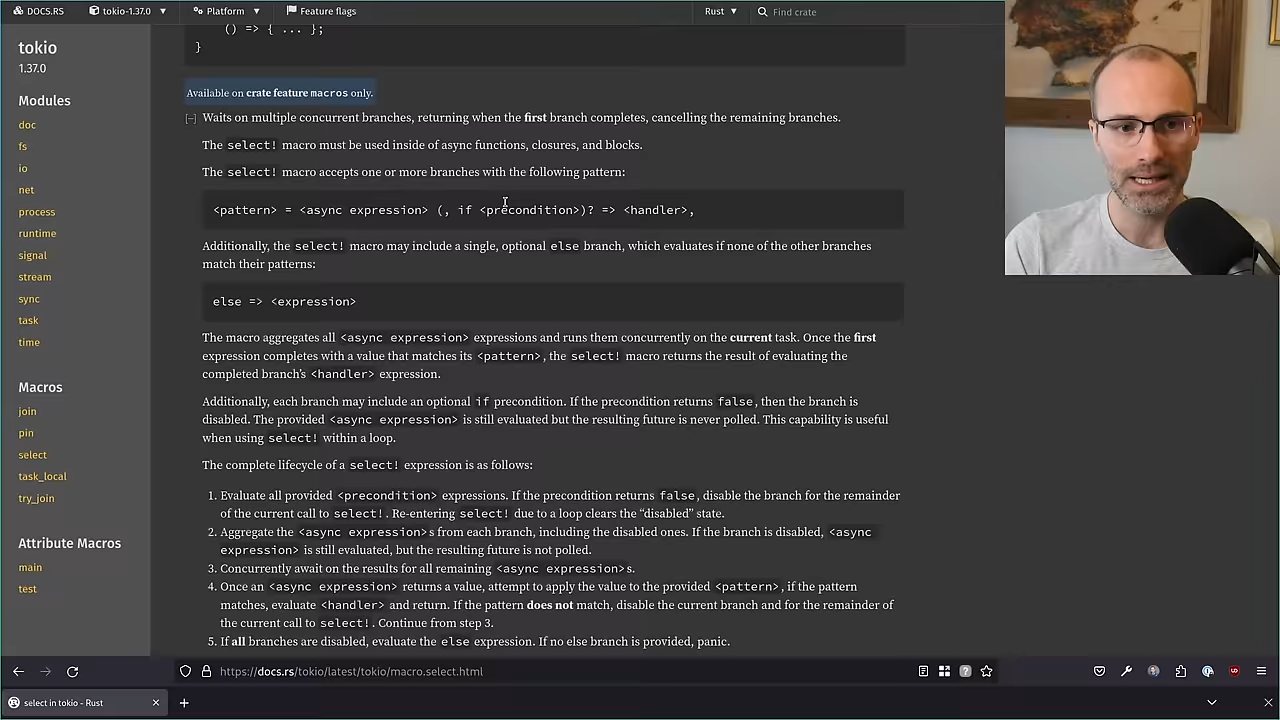 DOCS.RS
tokio-1.37.0
Platform
Feature flags
Rust
Find crate
tokio
1.37.0
Modules
doc
fs
io
net
process
runtime
signal
stream
sync
task
time
Macros
join
pin
select
task_local
try_join
Attribute Macros
main
test
() => { ... };
}
Available on crate feature macros only.
[−] Waits on multiple concurrent branches, returning when the first branch completes, cancelling the remaining branches.
The select! macro must be used inside of async functions, closures, and blocks.
The select! macro accepts one or more branches with the following pattern:
<pattern> = <async expression> (, if <precondition>)? => <handler>,
Additionally, the select! macro may include a single, optional else branch, which evaluates if none of the other branches
match their patterns:
else => <expression>
The macro aggregates all <async expression> expressions and runs them concurrently on the current task. Once the first
expression completes with a value that matches its <pattern>, the select! macro returns the result of evaluating the
completed branch's <handler> expression.
Additionally, each branch may include an optional if precondition. If the precondition returns false, then the branch is
disabled. The provided <async expression> is still evaluated but the resulting future is never polled. This capability is useful
when using select! within a loop.
The complete lifecycle of a select! expression is as follows:
1. Evaluate all provided <precondition> expressions. If the precondition returns false, disable the branch for the remainder
of the current call to select!. Re-entering select! due to a loop clears the “disabled” state.
2. Aggregate the <async expression>s from each branch, including the disabled ones. If the branch is disabled, <async
expression> is still evaluated, but the resulting future is not polled.
3. Concurrently await on the results for all remaining <async expression>s.
4. Once an <async expression> returns a value, attempt to apply the value to the provided <pattern>, if the pattern
matches, evaluate <handler> and return. If the pattern does not match, disable the current branch and for the remainder of
the current call to select!. Continue from step 3.
5. If all branches are disabled, evaluate the else expression. If no else branch is provided, panic.
https://docs.rs/tokio/latest/tokio/macro.select.html
select in tokio - Rust